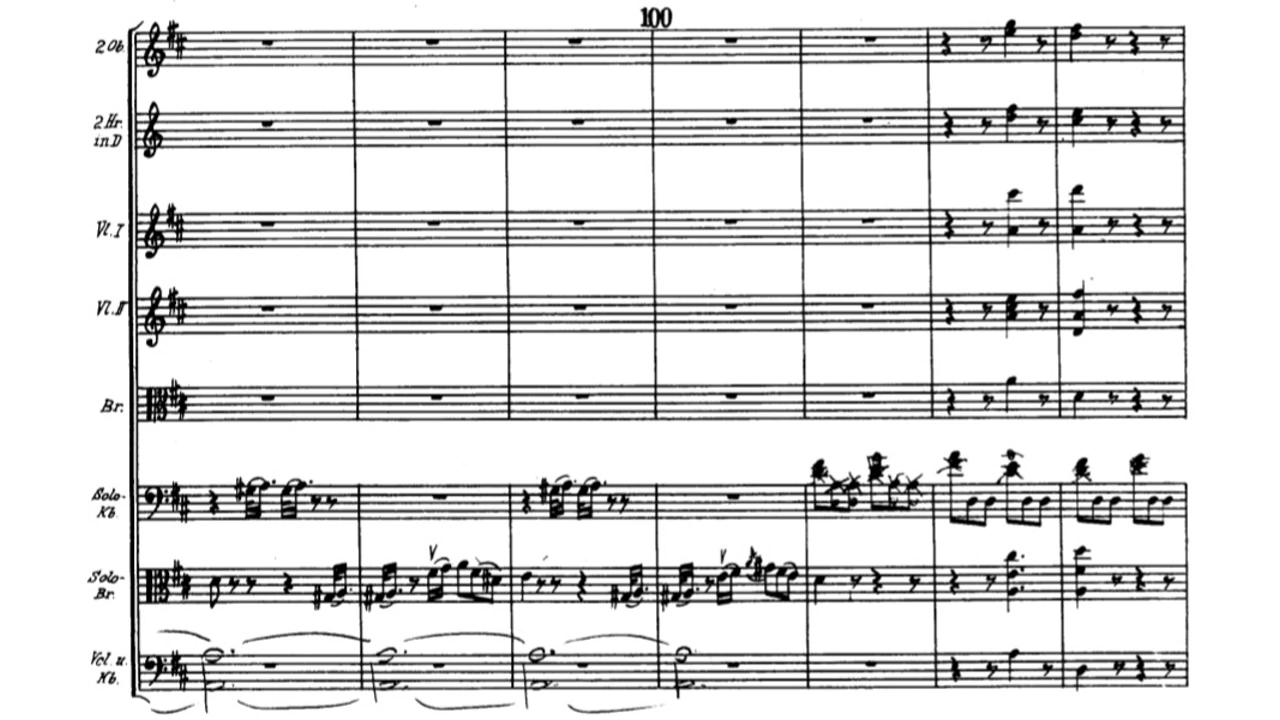 100
2 Ob.
2 Hr.
in D
Vl. I
Vl. II
Br.
Solo-
Kb.
Solo-
Br.
Vcl. u.
Kb.